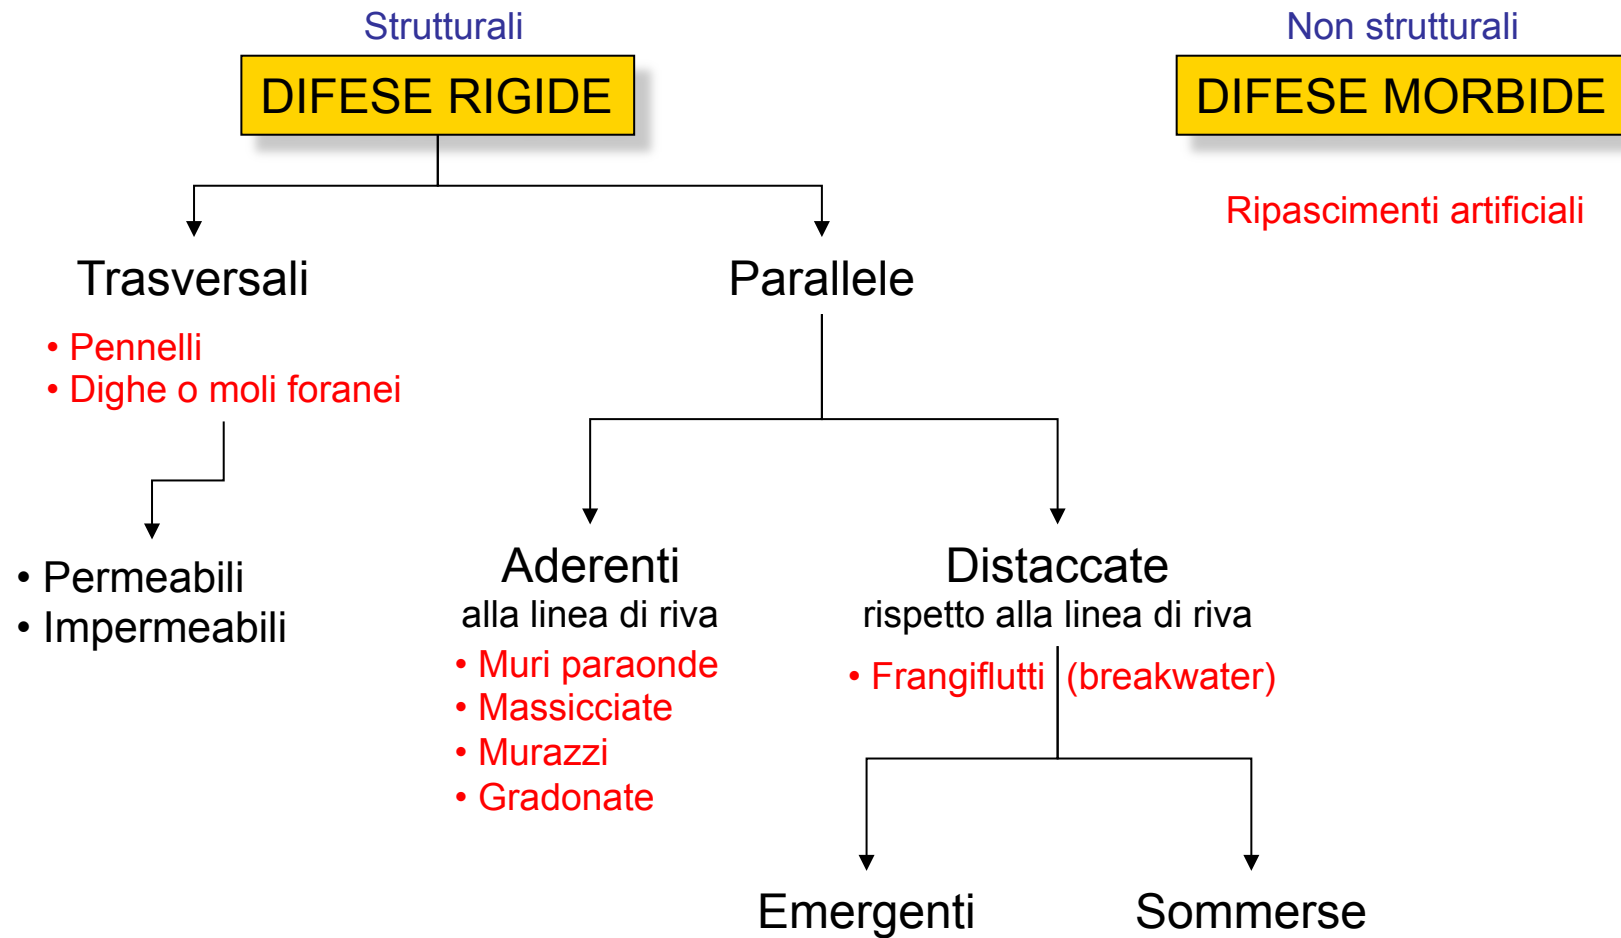 Strutturali
Non strutturali
DIFESE RIGIDE
DIFESE MORBIDE
Ripascimenti artificiali
Trasversali
Parallele
• Pennelli
• Dighe o moli foranei
• Permeabili
• Impermeabili
Aderenti
alla linea di riva
• Muri paraonde
• Massicciate
• Murazzi
• Gradonate
Distaccate
rispetto alla linea di riva
• Frangiflutti (breakwater)
Emergenti
Sommerse